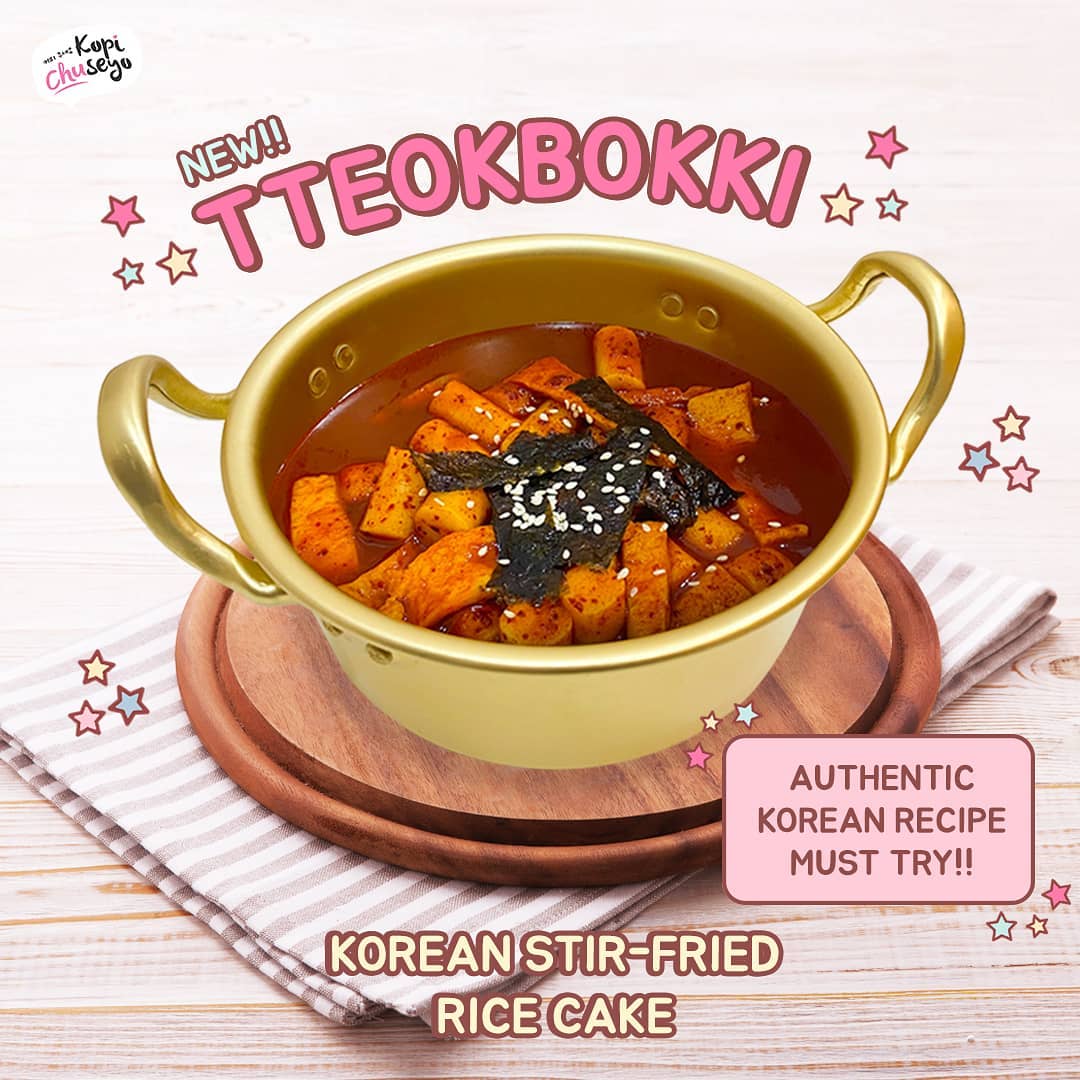 Kopi
Chuseyo
NEW!!
TTEOKBOKKI
AUTHENTIC
KOREAN RECIPE
MUST TRY!!
KOREAN STIR-FRIED
RICE CAKE